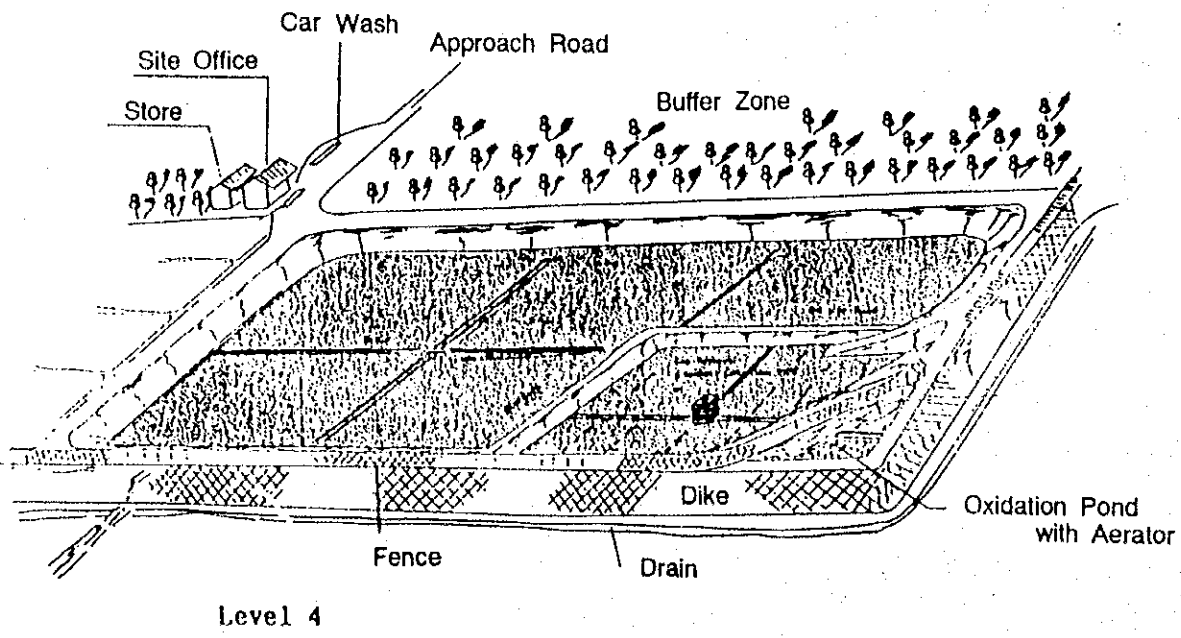 Car Wash
Approach Road
Site Office
Store
Buffer Zone
Dike
Oxidation Pond
with Aerator
Fence
Drain
Level 4